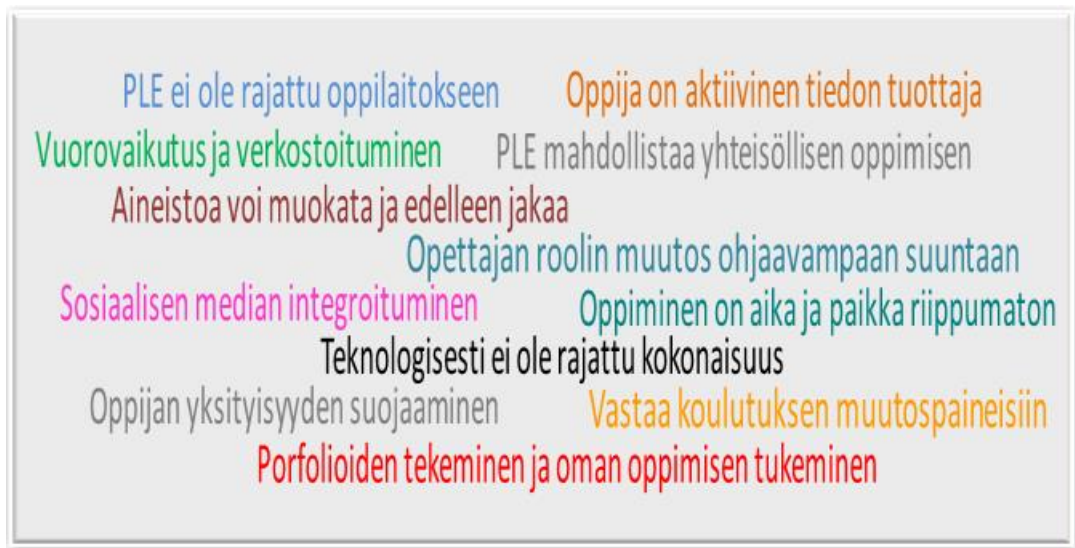 PLE ei ole rajattu oppilaitokseen
Oppija on aktiivinen tiedon tuottaja
Vuorovaikutus ja verkostoituminen
PLE mahdollistaa yhteisöllisen oppimisen
Aineistoa voi muokata ja edelleen jakaa
Opettajan roolin muutos ohjaavampaan suuntaan
Sosiaalisen median integroituminen
Oppiminen on aika ja paikka riippumaton
Teknologisesti ei ole rajattu kokonaisuus
Oppijan yksityisyyden suojaaminen
Vastaa koulutuksen muutospaineisiin
Porfolioiden tekeminen ja oman oppimisen tukeminen